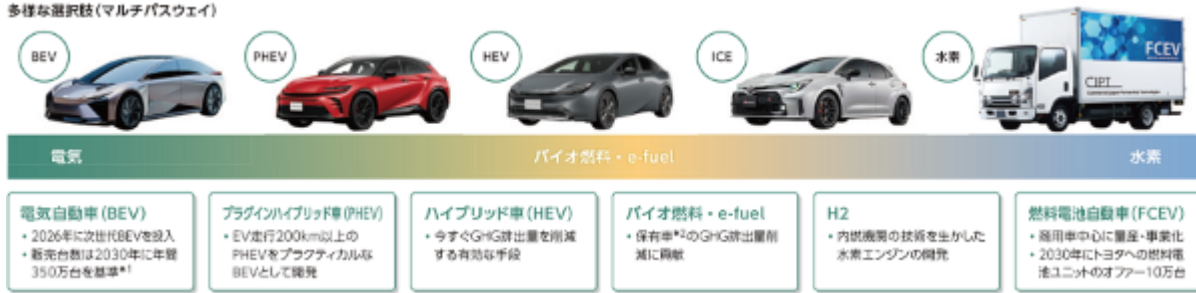 多様な選択肢(マルチパスウェイ)
BEV
PHEV
HEV
ICE
水素
FCEV
CJPT
電気
バイオ燃料・e-fuel
水素
電気自動車(BEV)
・2026年に次世代BEVを投入
・販売台数は2030年に年間
350万台を基準*1
プラグインハイブリッド車(PHEV)
・EV走行200km以上の
PHEVをプラクティカルな
BEVとして開発
ハイブリッド車(HEV)
・今すぐGHG排出量を削減
する有効な手段
バイオ燃料・e-fuel
・保有車*2のGHG排出量削
減に貢献
H2
・内燃機関の技術を生かした
水素エンジンの開発
燃料電池自動車(FCEV)
・商用車中心に量産・事業化
・2030年にトヨタへの燃料電
池ユニットのオファー10万台